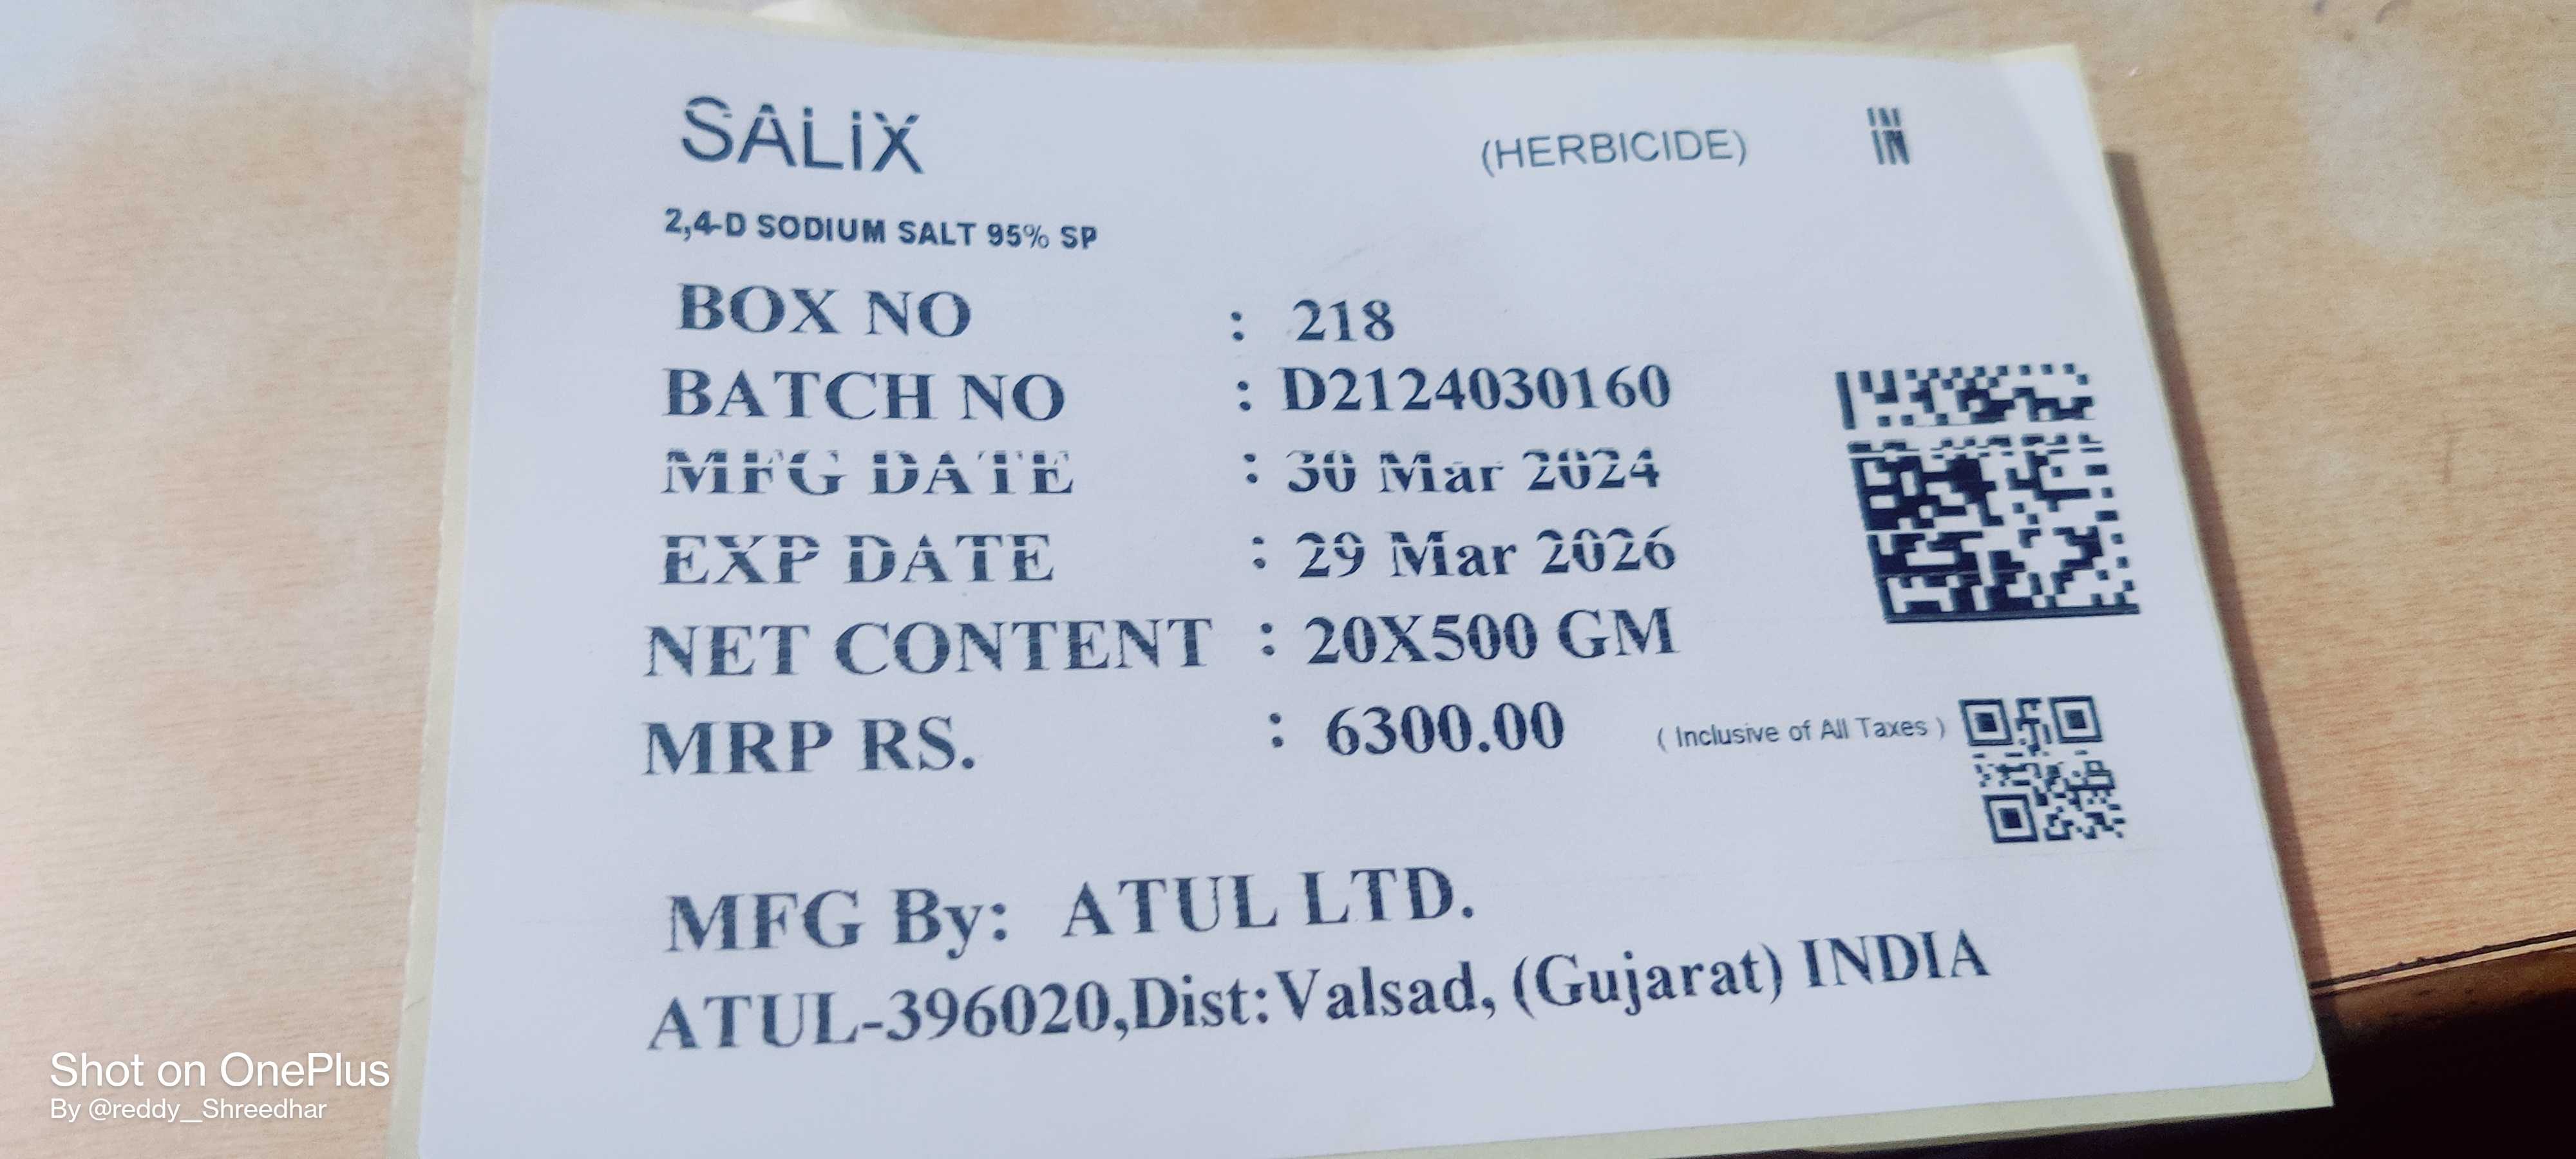 SALIX (HERBICIDE) IN
2,4-D SODIUM SALT 95% SP
BOX NO : 218
BATCH NO : D2124030160
MFG DATE : 30 Mar 2024
EXP DATE : 29 Mar 2026
NET CONTENT : 20X500 GM
MRP RS. : 6300.00 ( Inclusive of All Taxes )
MFG By: ATUL LTD.
ATUL-396020,Dist:Valsad, (Gujarat) INDIA
Shot on OnePlus
By @reddy_Shreedhar